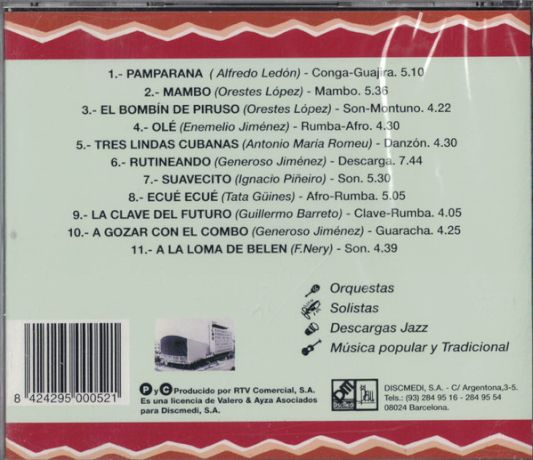 1.- PAMPARANA ( Alfredo Ledón) - Conga-Guajira. 5.10
2.- MAMBO (Orestes López) - Mambo. 5.36
3.- EL BOMBÍN DE PIRUSO (Orestes López) - Son-Montuno. 4.22
4.- OLÉ (Enemelio Jiménez) - Rumba-Afro. 4.30
5.- TRES LINDAS CUBANAS (Antonio María Romeu) - Danzón. 4.30
6.- RUTINEANDO (Generoso Jiménez) - Descarga. 7.44
7.- SUAVECITO (Ignacio Piñeiro) - Son. 5.30
8.- ECUÉ ECUÉ (Tata Güines) - Afro-Rumba. 5.05
9.- LA CLAVE DEL FUTURO (Guillermo Barreto) - Clave-Rumba. 4.05
10.- A GOZAR CON EL COMBO (Generoso Jiménez) - Guaracha. 4.25
11.- A LA LOMA DE BELEN (F.Nery) - Son. 4.39
Orquestas
Solistas
Descargas Jazz
Música popular y Tradicional
8 424295 000521
P y C Producido por RTV Comercial, S.A.
Es una licencia de Valero & Ayza Asociados
para Discmedi, S.A.
DISCMEDI, S.A. - C/ Argentona,3-5.
Tels.: (93) 284 95 16 - 284 95 54
08024 Barcelona.